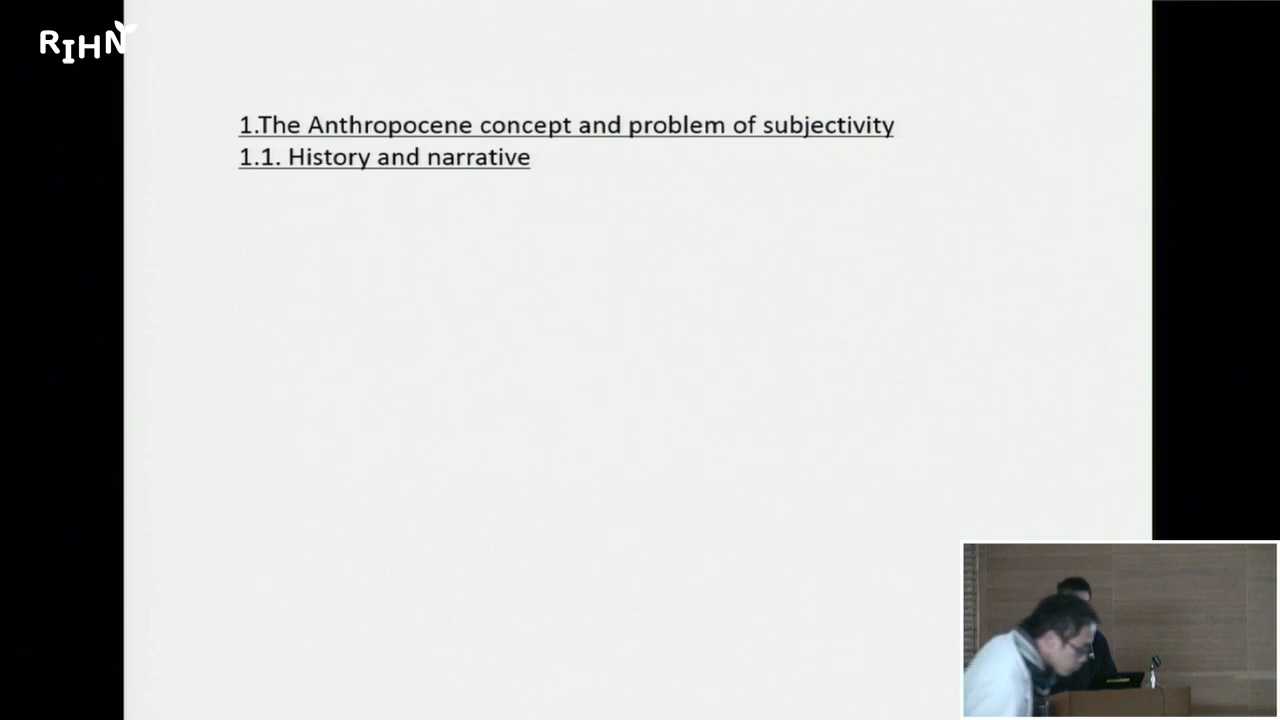 RIHN
1.The Anthropocene concept and problem of subjectivity
1.1. History and narrative